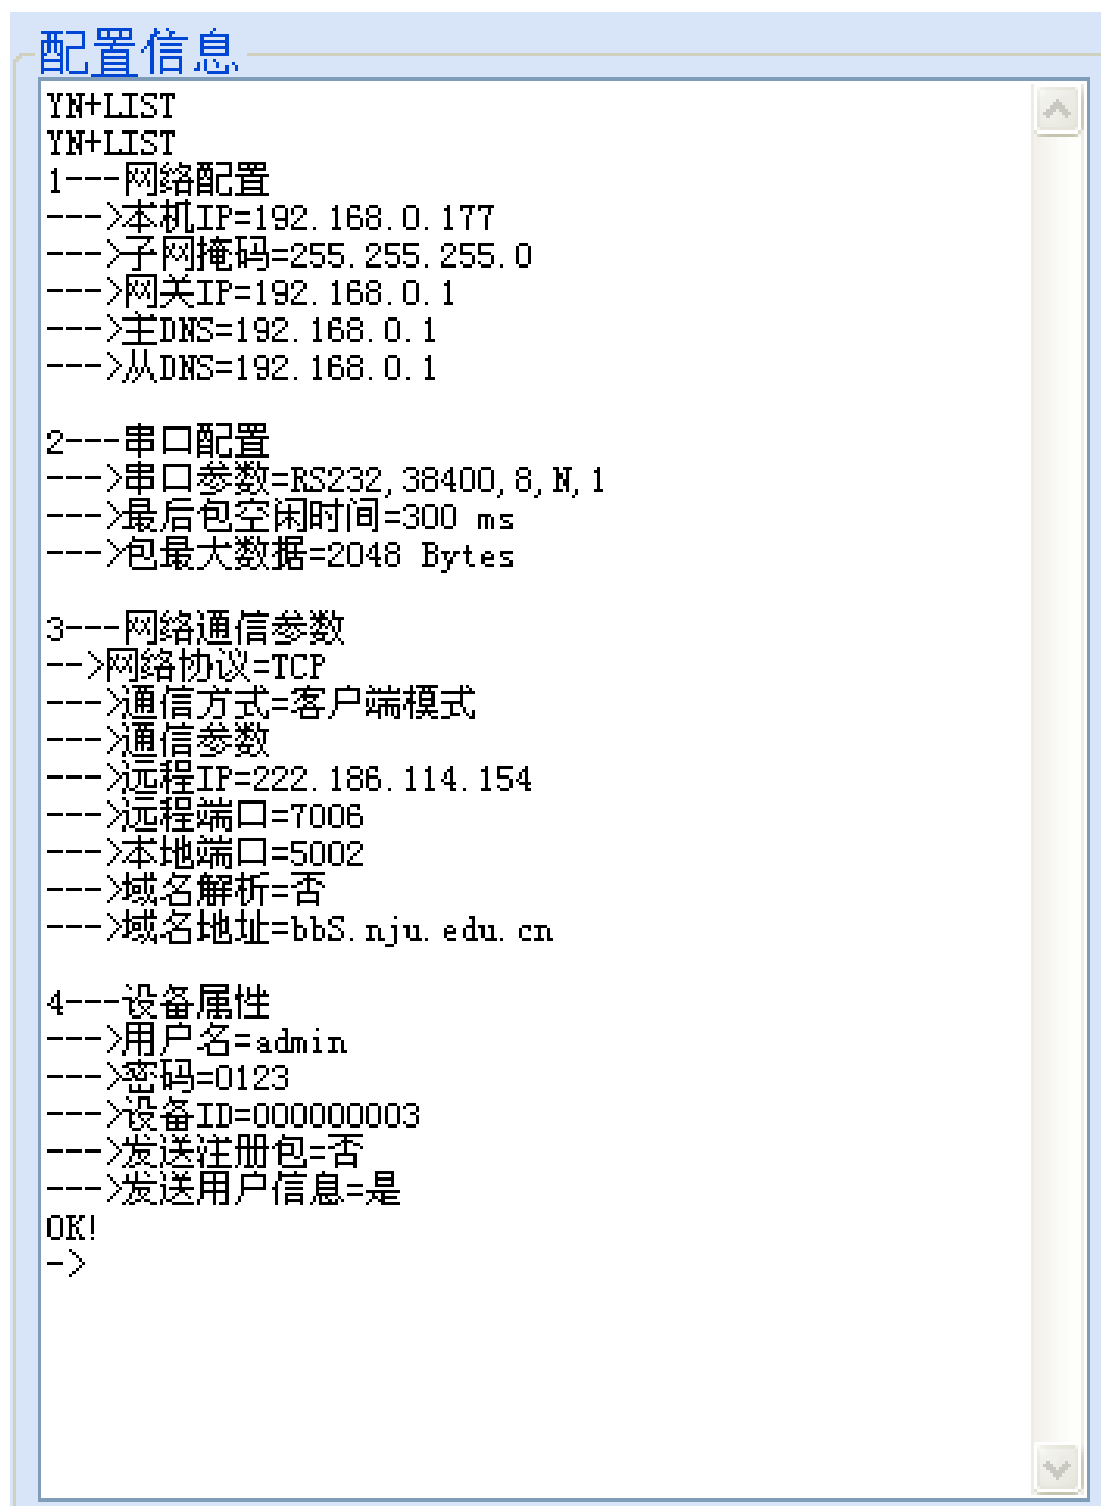 配置信息
YN+LIST
YN+LIST
1---网络配置
--->本机IP=192.168.0.177
--->子网掩码=255.255.255.0
--->网关IP=192.168.0.1
--->主DNS=192.168.0.1
--->从DNS=192.168.0.1
2---串口配置
--->串口参数=RS232,38400,8,N,1
--->最后包空闲时间=300 ms
--->包最大数据=2048 Bytes
3---网络通信参数
-->网络协议=TCP
--->通信方式=客户端模式
--->通信参数
--->远程IP=222.186.114.154
--->远程端口=7006
--->本地端口=5002
--->域名解析=否
--->域名地址=bbS.nju.edu.cn
4---设备属性
--->用户名=admin
--->密码=0123
--->设备ID=000000003
--->发送注册包=否
--->发送用户信息=是
OK!
->